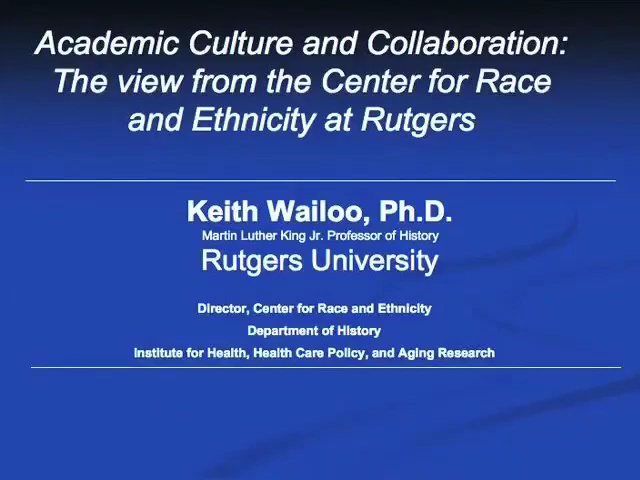 Academic Culture and Collaboration:
The view from the Center for Race
and Ethnicity at Rutgers
Keith Wailoo, Ph.D.
Martin Luther King Jr. Professor of History
Rutgers University
Director, Center for Race and Ethnicity
Department of History
Institute for Health, Health Care Policy, and Aging Research